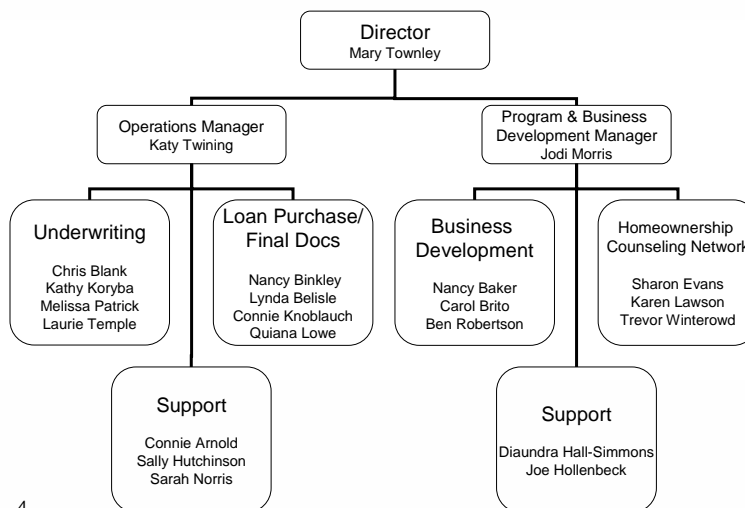 Director
Mary Townley
Operations Manager
Katy Twining
Program & Business
Development Manager
Jodi Morris
Underwriting
Chris Blank
Kathy Koryba
Melissa Patrick
Laurie Temple
Loan Purchase/
Final Docs
Nancy Binkley
Lynda Belisle
Connie Knoblauch
Quiana Lowe
Business
Development
Nancy Baker
Carol Brito
Ben Robertson
Homeownership
Counseling Network
Sharon Evans
Karen Lawson
Trevor Winterowd
Support
Connie Arnold
Sally Hutchinson
Sarah Norris
Support
Diaundra Hall-Simmons
Joe Hollenbeck
4